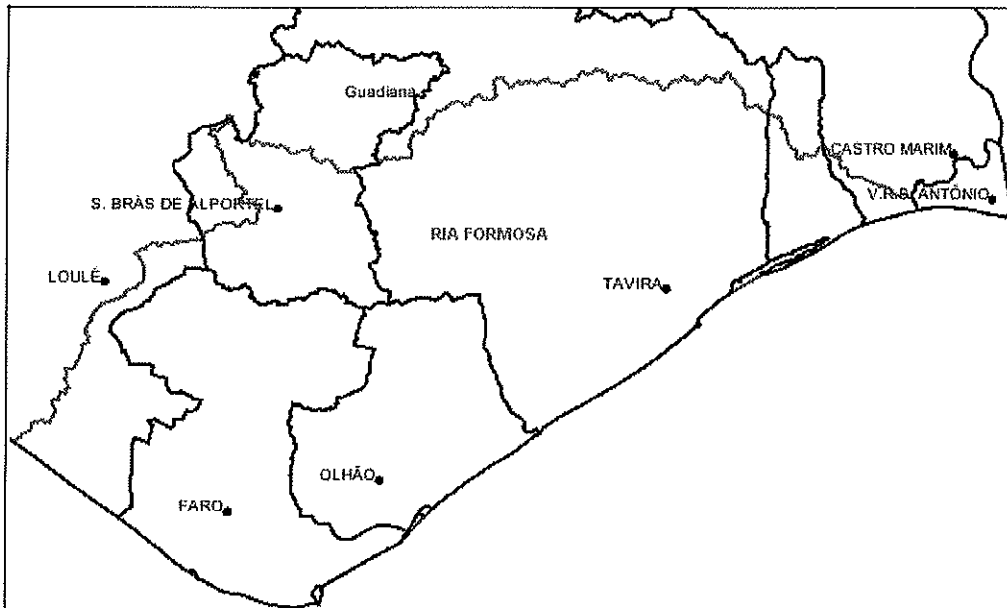 Guadiana
CASTRO MARIM
V.R.S. ANTÓNIO
S. BRÁS DE ALPORTEL
RIA FORMOSA
LOULÉ
TAVIRA
OLHÃO
FARO